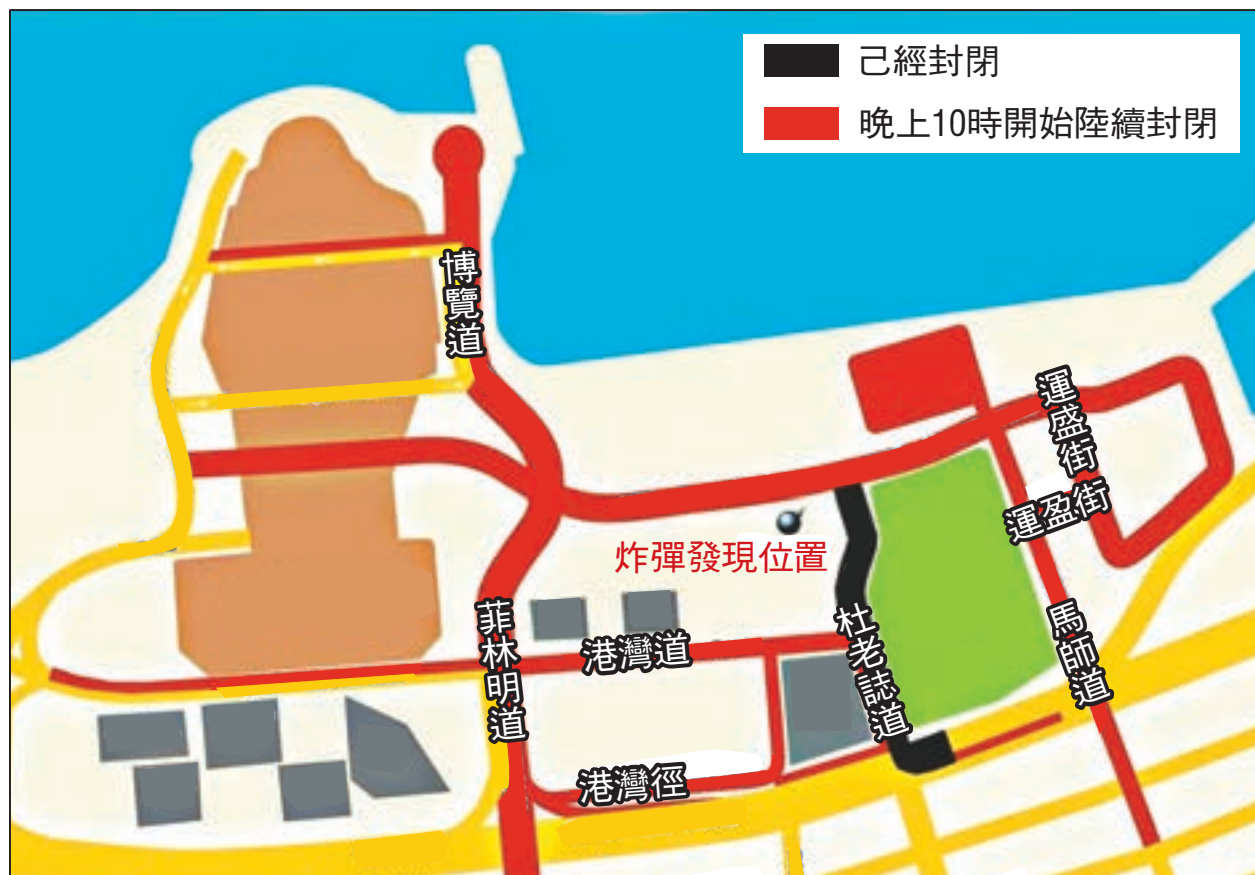 己經封閉
晚上10時開始陸續封閉
博覽道
運盛街
運盈街
炸彈發現位置
菲林明道
港灣道
杜老誌道
馬師道
港灣徑